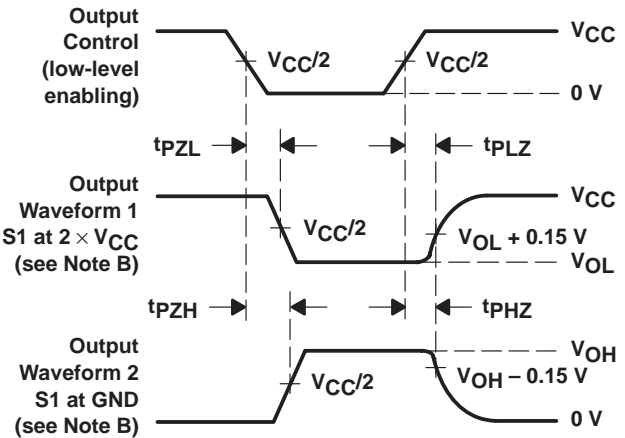 Output
Control
(low-level
enabling)
VCC/2
VCC/2
VCC
0 V
tPZL
tPLZ
Output
Waveform 1
S1 at 2 × VCC
(see Note B)
VCC/2
VCC
VOL + 0.15 V
VOL
tPZH
tPHZ
Output
Waveform 2
S1 at GND
(see Note B)
VCC/2
VOH
VOH – 0.15 V
0 V